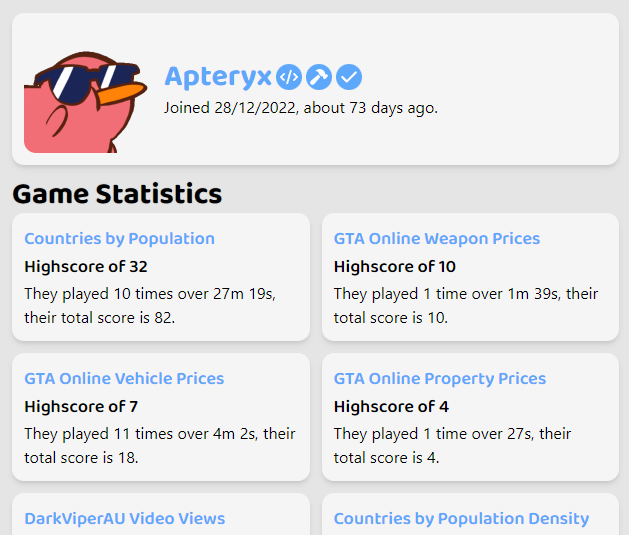 Apteryx
Joined 28/12/2022, about 73 days ago.
Game Statistics
Countries by Population
Highscore of 32
They played 10 times over 27m 19s,
their total score is 82.
GTA Online Weapon Prices
Highscore of 10
They played 1 time over 1m 39s, their
total score is 10.
GTA Online Vehicle Prices
Highscore of 7
They played 11 times over 4m 2s, their
total score is 18.
GTA Online Property Prices
Highscore of 4
They played 1 time over 27s, their
total score is 4.
DarkViperAU Video Views
Countries by Population Density